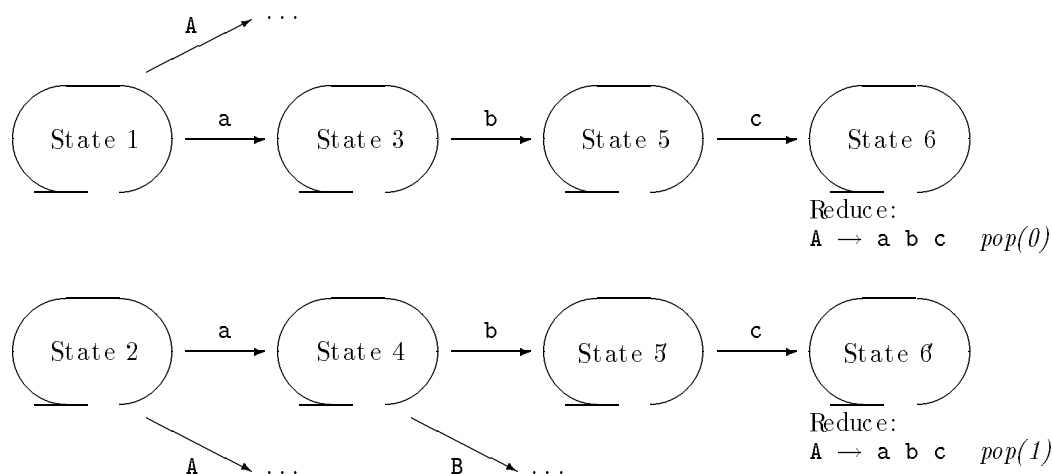 A ...
State 1 a State 3 b State 5 c State 6
Reduce:
A → a b c pop(0)
State 2 a State 4 b State 5' c State 6'
Reduce:
A → a b c pop(1)
A ... B ...